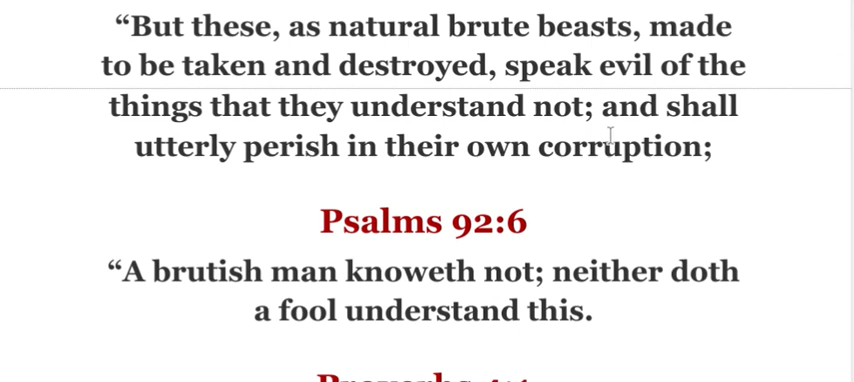 “But these, as natural brute beasts, made
to be taken and destroyed, speak evil of the
things that they understand not; and shall
utterly perish in their own corruption;
Psalms 92:6
“A brutish man knoweth not; neither doth
a fool understand this.